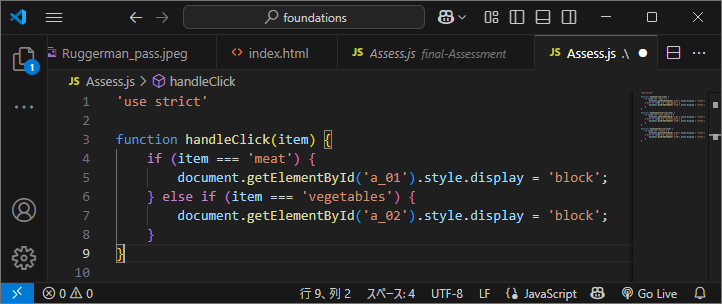 foundations
Ruggerman_pass.jpeg
index.html
JS Assess.js final-Assessment
JS Assess.js .\
1
JS Assess.js > handleClick
1 'use strict'
2
3 function handleClick(item) {
4 if (item === 'meat') {
5 document.getElementById('a_01').style.display = 'block';
6 } else if (item === 'vegetables') {
7 document.getElementById('a_02').style.display = 'block';
8 }
9 }
10
0 0 行 9、列 2 スペース: 4 UTF-8 LF {} JavaScript Go Live